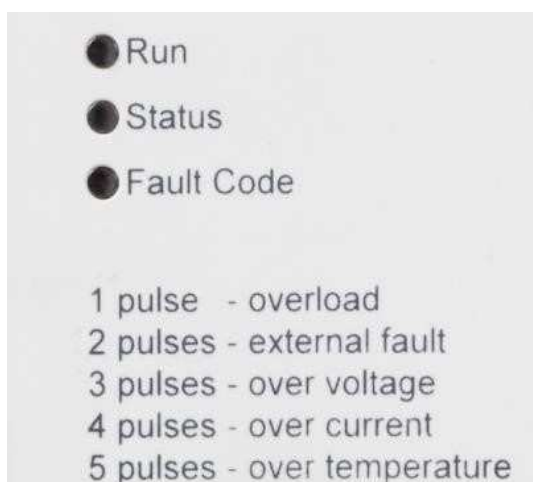 Run
Status
Fault Code
1 pulse - overload
2 pulses - external fault
3 pulses - over voltage
4 pulses - over current
5 pulses - over temperature